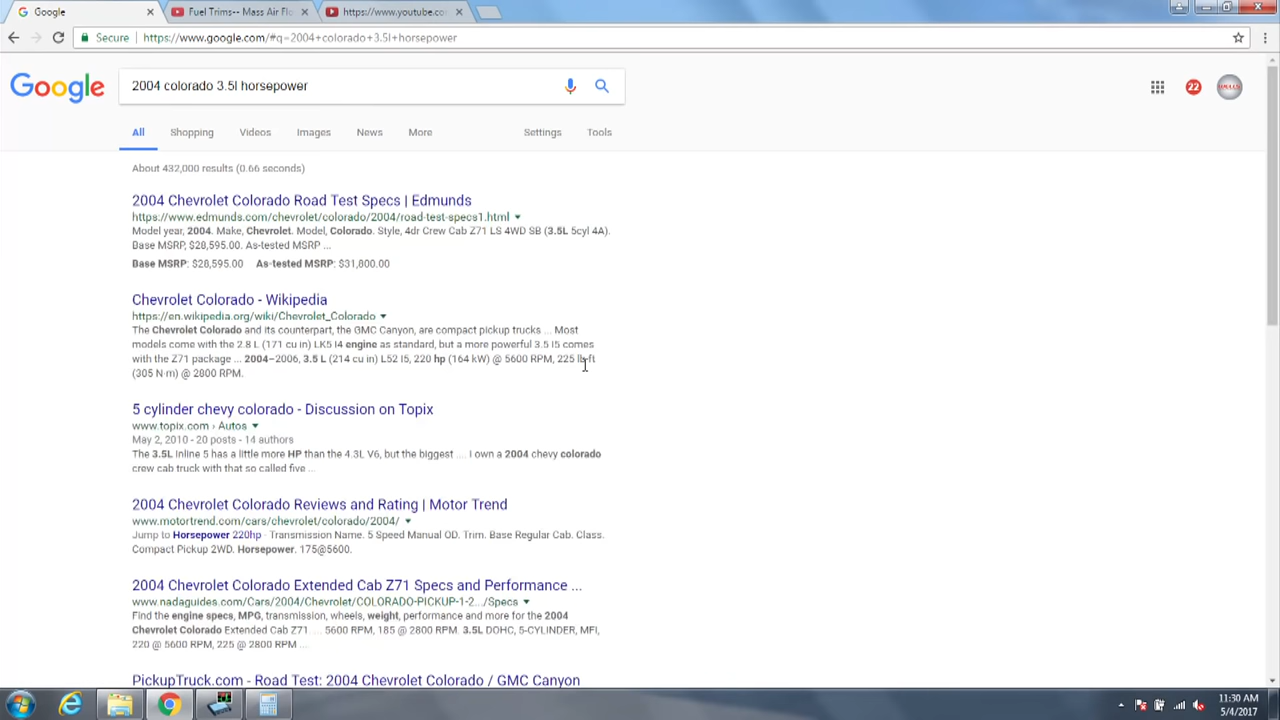 Google
Fuel Trims-- Mass Air Flo
https://www.youtube.co
Secure
https://www.google.com/#q=2004+colorado+3.5l+horsepower
Google
2004 colorado 3.5l horsepower
22
All
Shopping
Videos
Images
News
More
Settings
Tools
About 432,000 results (0.66 seconds)
2004 Chevrolet Colorado Road Test Specs | Edmunds
https://www.edmunds.com/chevrolet/colorado/2004/road-test-specs1.html
Model year, 2004. Make, Chevrolet. Model, Colorado. Style, 4dr Crew Cab Z71 LS 4WD SB (3.5L 5cyl 4A).
Base MSRP, $28,595.00. As-tested MSRP ...
Base MSRP: $28,595.00 As-tested MSRP: $31,800.00
Chevrolet Colorado - Wikipedia
https://en.wikipedia.org/wiki/Chevrolet_Colorado
The Chevrolet Colorado and its counterpart, the GMC Canyon, are compact pickup trucks ... Most
models come with the 2.8 L (171 cu in) LK5 I4 engine as standard, but a more powerful 3.5 I5 comes
with the Z71 package ... 2004–2006, 3.5 L (214 cu in) L52 I5, 220 hp (164 kW) @ 5600 RPM, 225 lb·ft
(305 N·m) @ 2800 RPM.
5 cylinder chevy colorado - Discussion on Topix
www.topix.com › Autos
May 2, 2010 - 20 posts - 14 authors
The 3.5L Inline 5 has a little more HP than the 4.3L V6, but the biggest .... I own a 2004 chevy colorado
crew cab truck with that so called five ...
2004 Chevrolet Colorado Reviews and Rating | Motor Trend
www.motortrend.com/cars/chevrolet/colorado/2004/
Jump to Horsepower 220hp - Transmission Name. 5 Speed Manual OD. Trim. Base Regular Cab. Class.
Compact Pickup 2WD. Horsepower. 175@5600.
2004 Chevrolet Colorado Extended Cab Z71 Specs and Performance ...
www.nadaguides.com/Cars/2004/Chevrolet/COLORADO-PICKUP-1-2.../Specs
Find the engine specs, MPG, transmission, wheels, weight, performance and more for the 2004
Chevrolet Colorado Extended Cab Z71. ... 5600 RPM, 185 @ 2800 RPM. 3.5L DOHC, 5-CYLINDER, MFI,
220 @ 5600 RPM, 225 @ 2800 RPM ...
PickupTruck.com - Road Test: 2004 Chevrolet Colorado / GMC Canyon
11:30 AM
5/4/2017